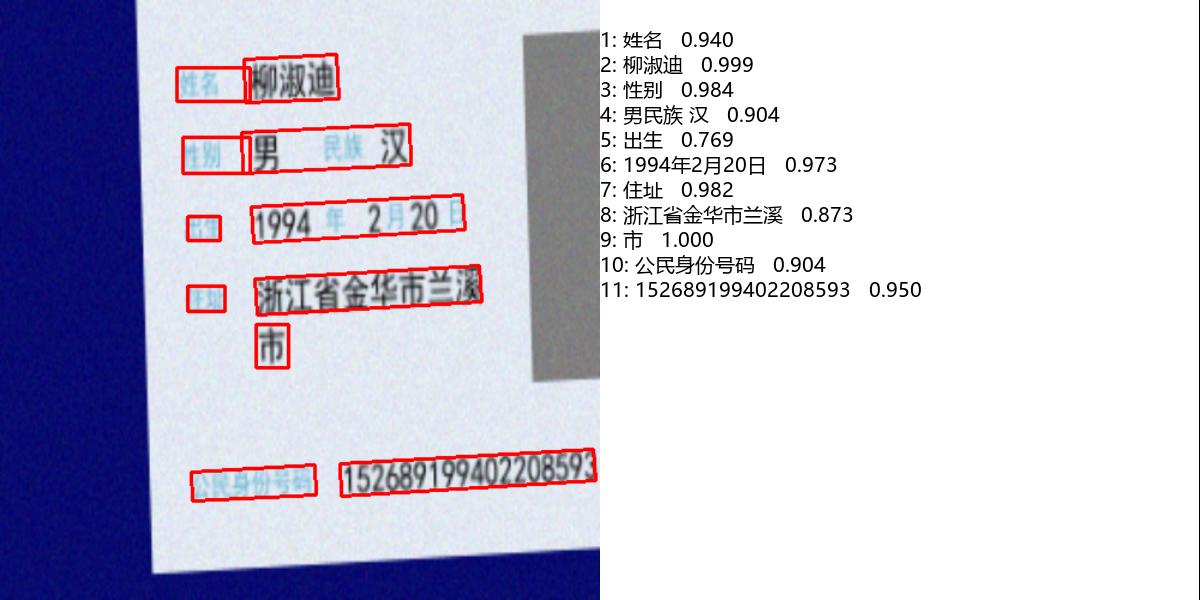 姓名 柳淑迪
性别 男 民族 汉
出生 1994 年 2 月 20 日
住址 浙江省金华市兰溪
市
公民身份号码 152689199402208593
1: 姓名 0.940
2: 柳淑迪 0.999
3: 性别 0.984
4: 男民族 汉 0.904
5: 出生 0.769
6: 1994年2月20日 0.973
7: 住址 0.982
8: 浙江省金华市兰溪 0.873
9: 市 1.000
10: 公民身份号码 0.904
11: 152689199402208593 0.950